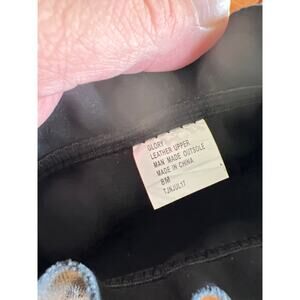 GLORY
LEATHER UPPER
MAN MADE OUTSOLE
MADE IN CHINA
8M
TJNJUL17